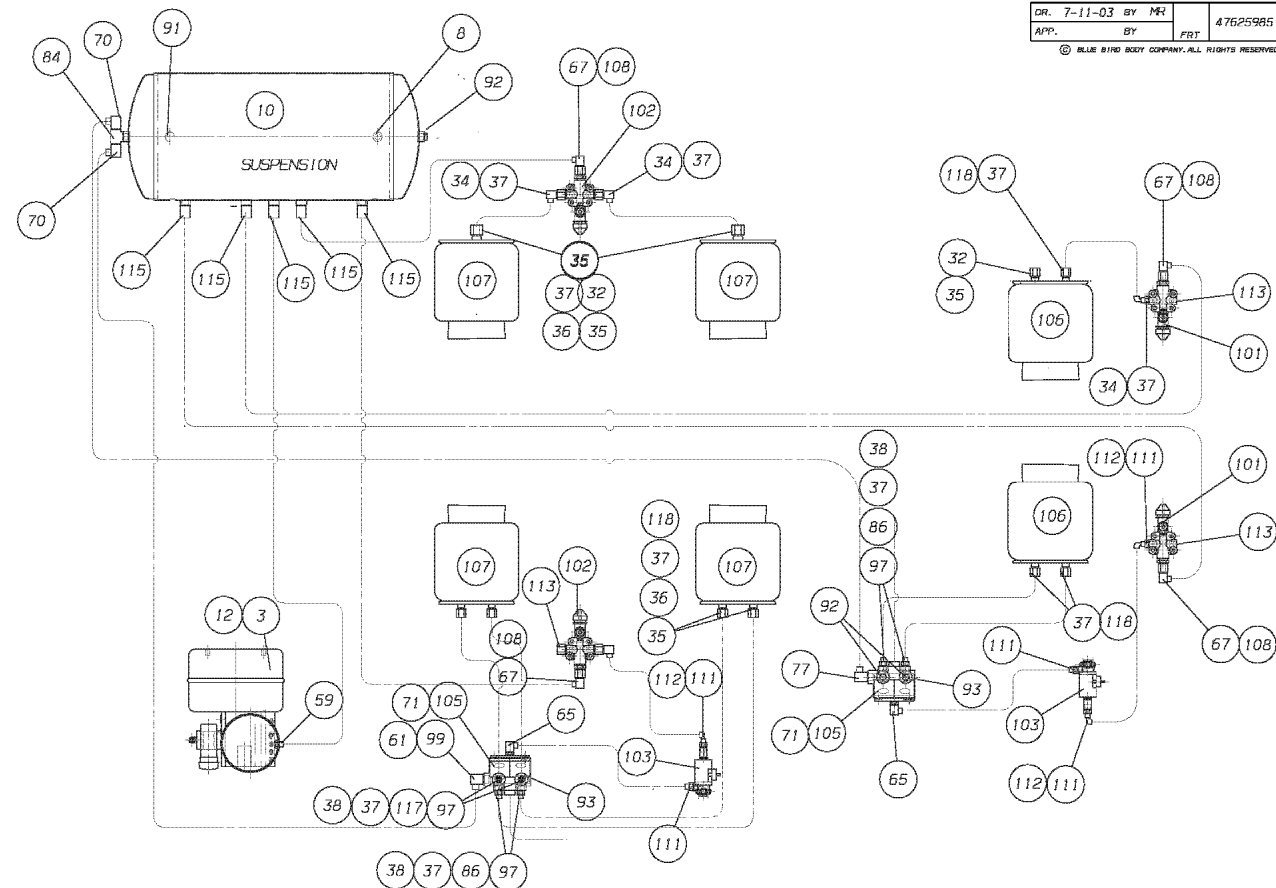 DR. 7-11-03 BY MR
47625985
APP. BY FRT
© BLUE BIRD BODY COMPANY. ALL RIGHTS RESERVED
91 8
70 67 108
84 92
10 102
SUSPENSION
34 37 34 37 118 37 67 108
70
115 115 115 115 115 107 35 107 32 113
37 32 35 106
36 35 101
34 37
38 112 111
37 101
118 86 106
37 97 113
107 113 102 36 107 92
12 3 108 35 37 118
111 67 108
67 112 111 77 93
59 71 105 65 103
61 99 103 71 105
65 112 111
38 37 117 97 93
111
38 37 86 97